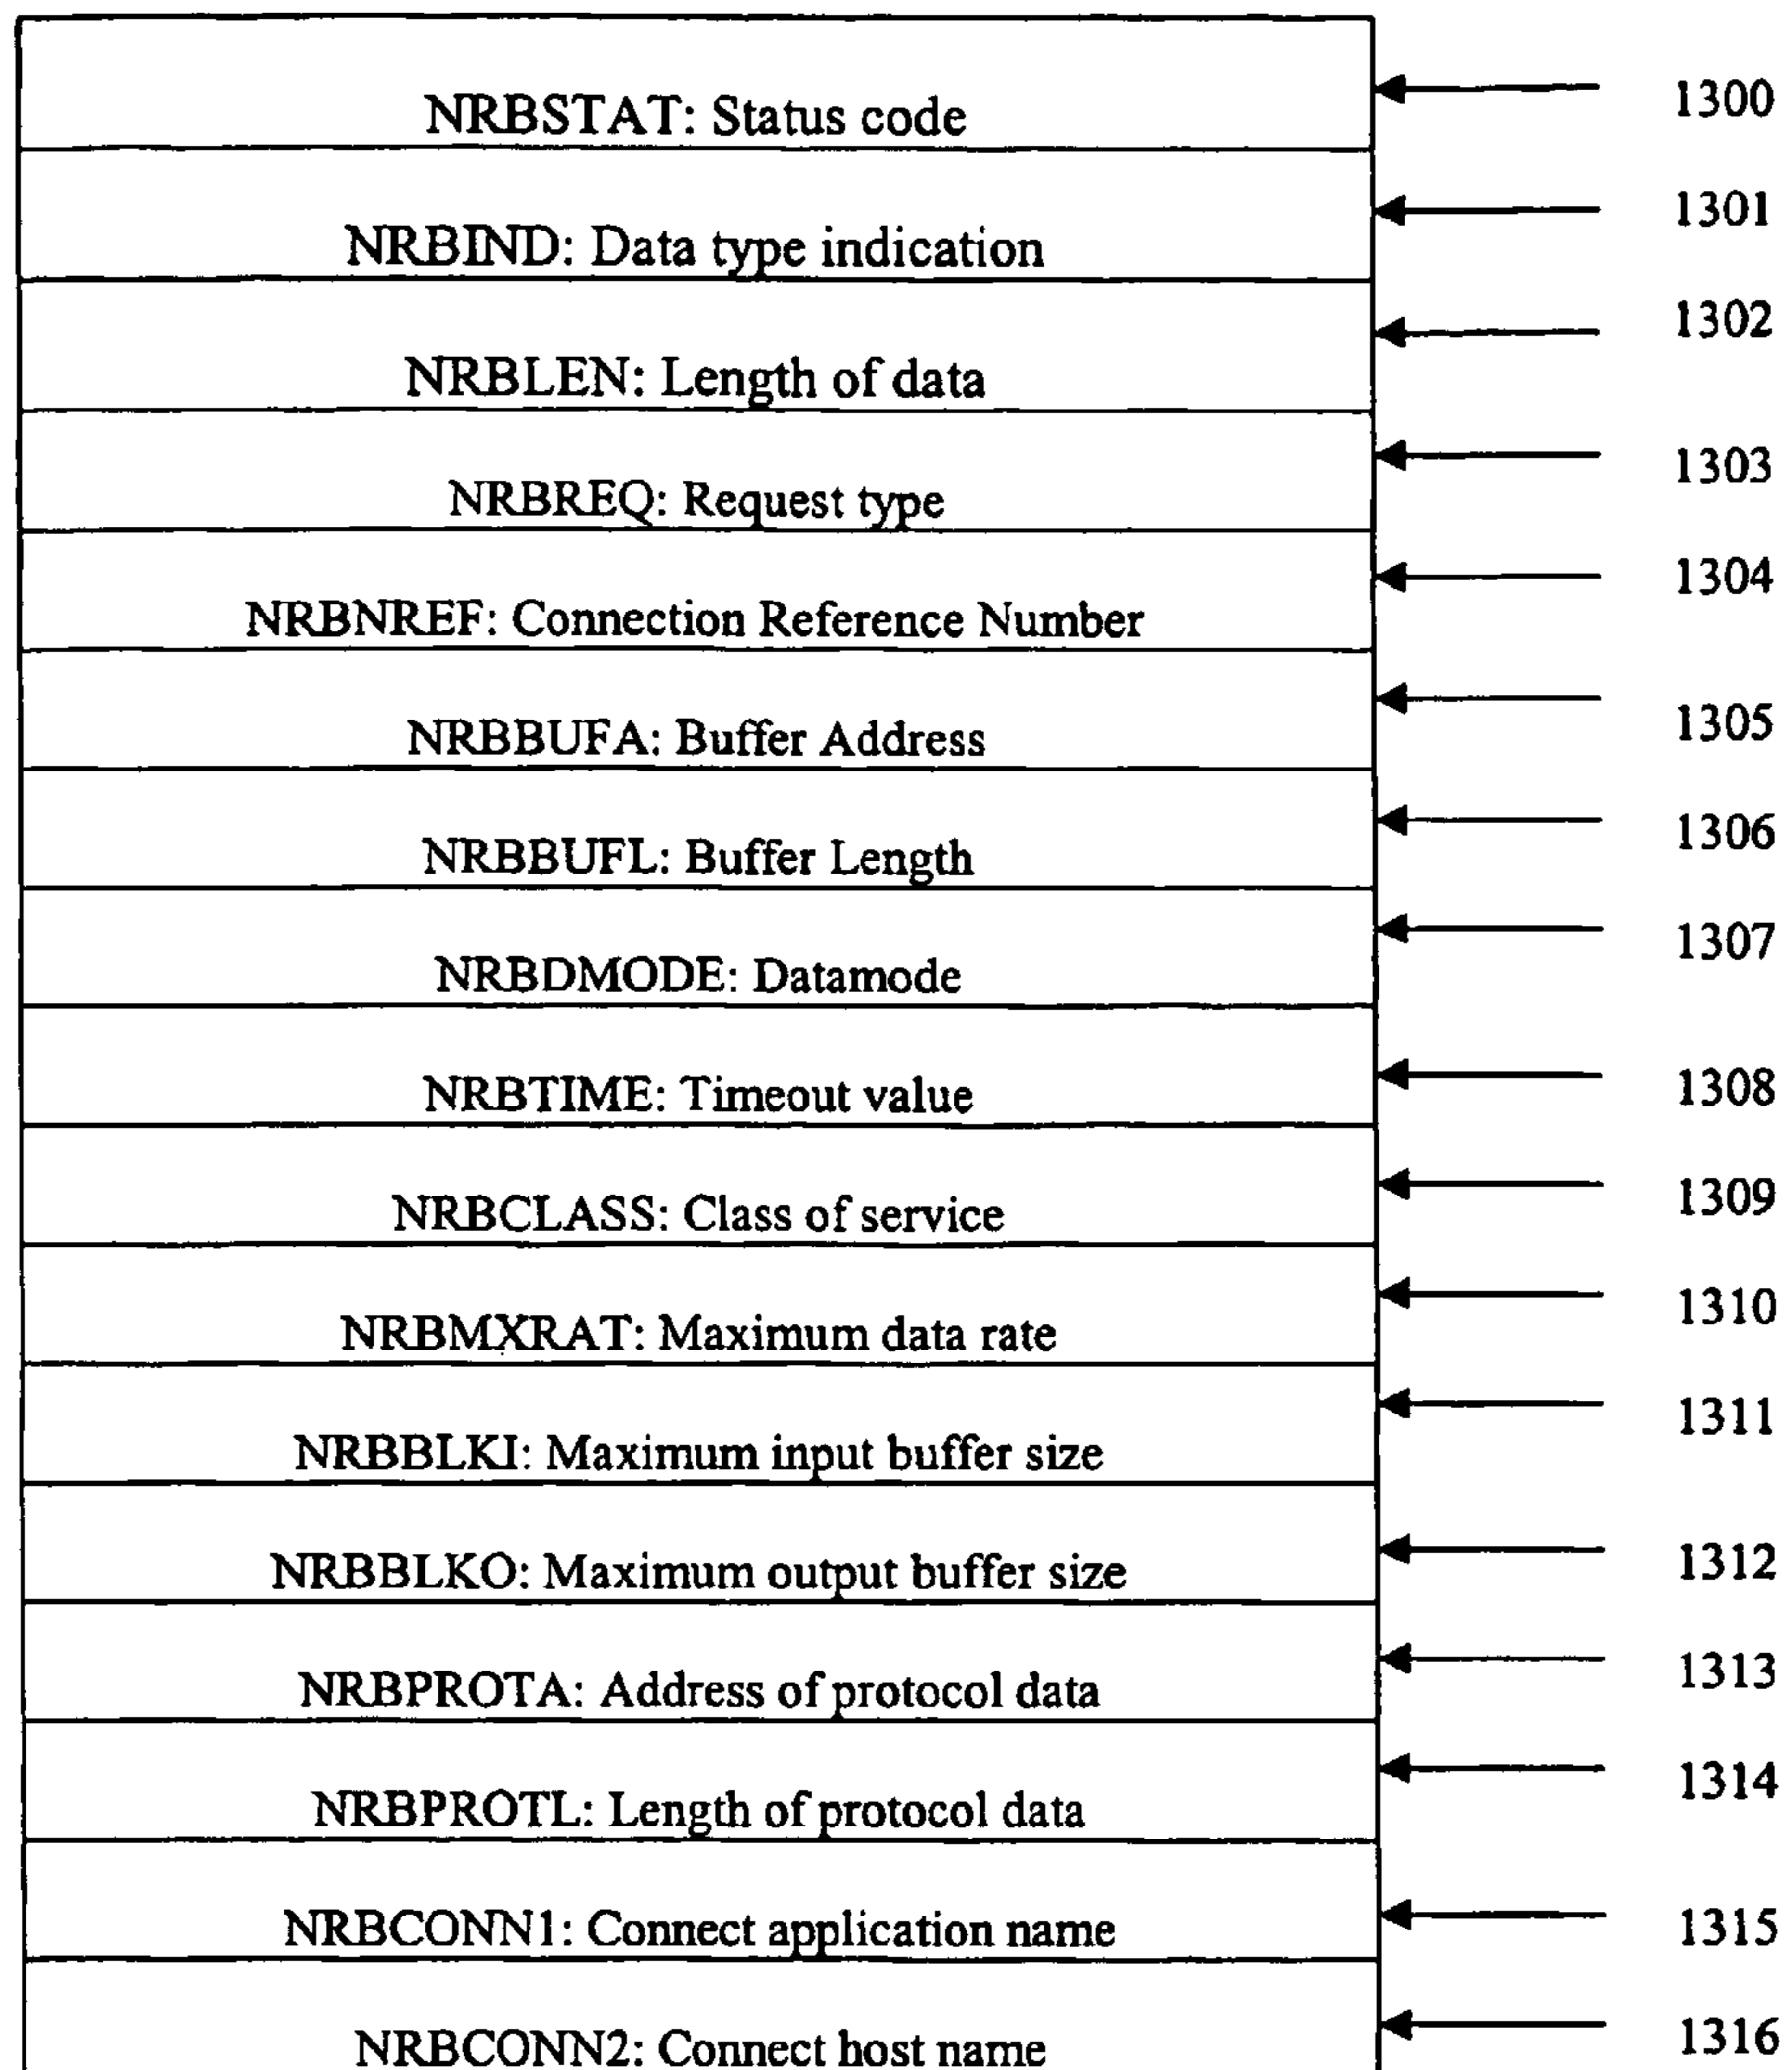 NRBSTAT: Status code 1300
NRBIND: Data type indication 1301
NRBLEN: Length of data 1302
NRBREQ: Request type 1303
NRBNREF: Connection Reference Number 1304
NRBBUFA: Buffer Address 1305
NRBBUFL: Buffer Length 1306
NRBDMODE: Datamode 1307
NRBTIME: Timeout value 1308
NRBCLASS: Class of service 1309
NRBMXRAT: Maximum data rate 1310
NRBBLKI: Maximum input buffer size 1311
NRBBLKO: Maximum output buffer size 1312
NRBPROTA: Address of protocol data 1313
NRBPROTL: Length of protocol data 1314
NRBCONN1: Connect application name 1315
NRBCONN2: Connect host name 1316